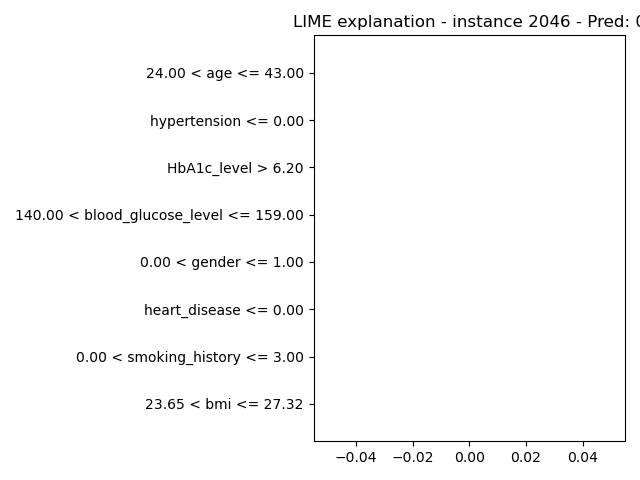 LIME explanation - instance 2046 - Pred: 0
24.00 < age <= 43.00
hypertension <= 0.00
HbA1c_level > 6.20
140.00 < blood_glucose_level <= 159.00
0.00 < gender <= 1.00
heart_disease <= 0.00
0.00 < smoking_history <= 3.00
23.65 < bmi <= 27.32
−0.04 −0.02 0.00 0.02 0.04